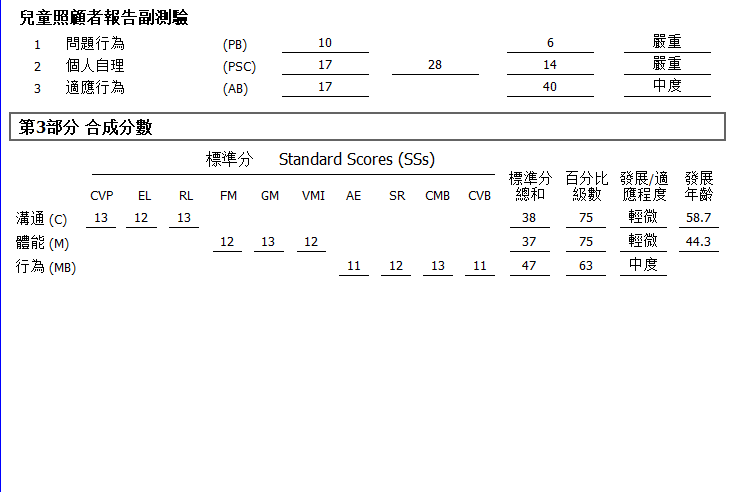 兒童照顧者報告副測驗
1 問題行為 (PB) 10 6 嚴重
2 個人自理 (PSC) 17 28 14 嚴重
3 適應行為 (AB) 17 40 中度
第3部分 合成分數
標準分 Standard Scores (SSs)
CVP EL RL FM GM VMI AE SR CMB CVB 標準分總和 百分比級數 發展/適應程度 發展年齡
溝通 (C) 13 12 13 38 75 輕微 58.7
體能 (M) 12 13 12 37 75 輕微 44.3
行為 (MB) 11 12 13 11 47 63 中度